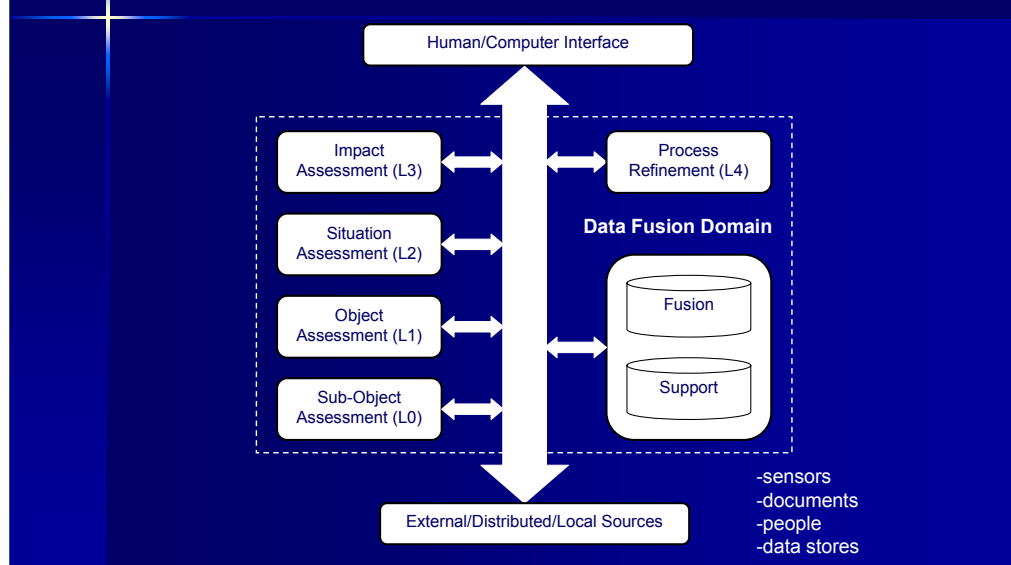 Human/Computer Interface
Impact
Assessment (L3)
Process
Refinement (L4)
Situation
Assessment (L2)
Data Fusion Domain
Object
Assessment (L1)
Fusion
Sub-Object
Assessment (L0)
Support
External/Distributed/Local Sources
-sensors
-documents
-people
-data stores